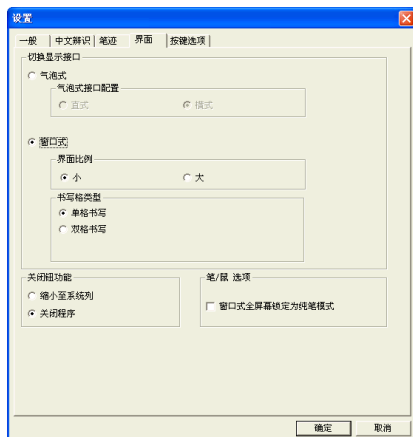 设置
一般 中文辨识 笔迹 界面 按键选项
切换显示接口
气泡式
气泡式接口配置
直式 横式
窗口式
界面比例
小 大
书写格类型
单格书写
双格书写
关闭钮功能 笔/鼠 选项
缩小至系统列
窗口式全屏幕锁定为纯笔模式
关闭程序
确定 取消